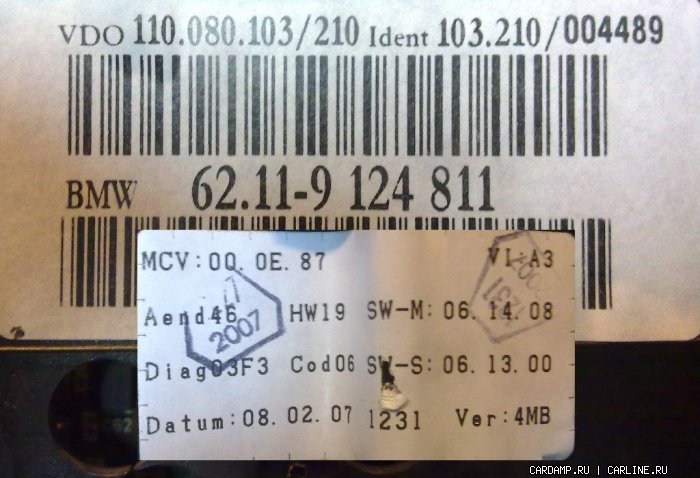 VDO 110.080.103/210 Ident 103.210/004489
BMW 62.11-9 124 811
MCV:00. 0E. 87 VI:A3
Aend46 HW19 SW-M: 06. 14. 08
2007
Diag03F3 Cod06 SW-S: 06. 13. 00
Datum: 08. 02. 07 1231 Ver: 4MB
CARDAMP.RU | CARLINE.RU